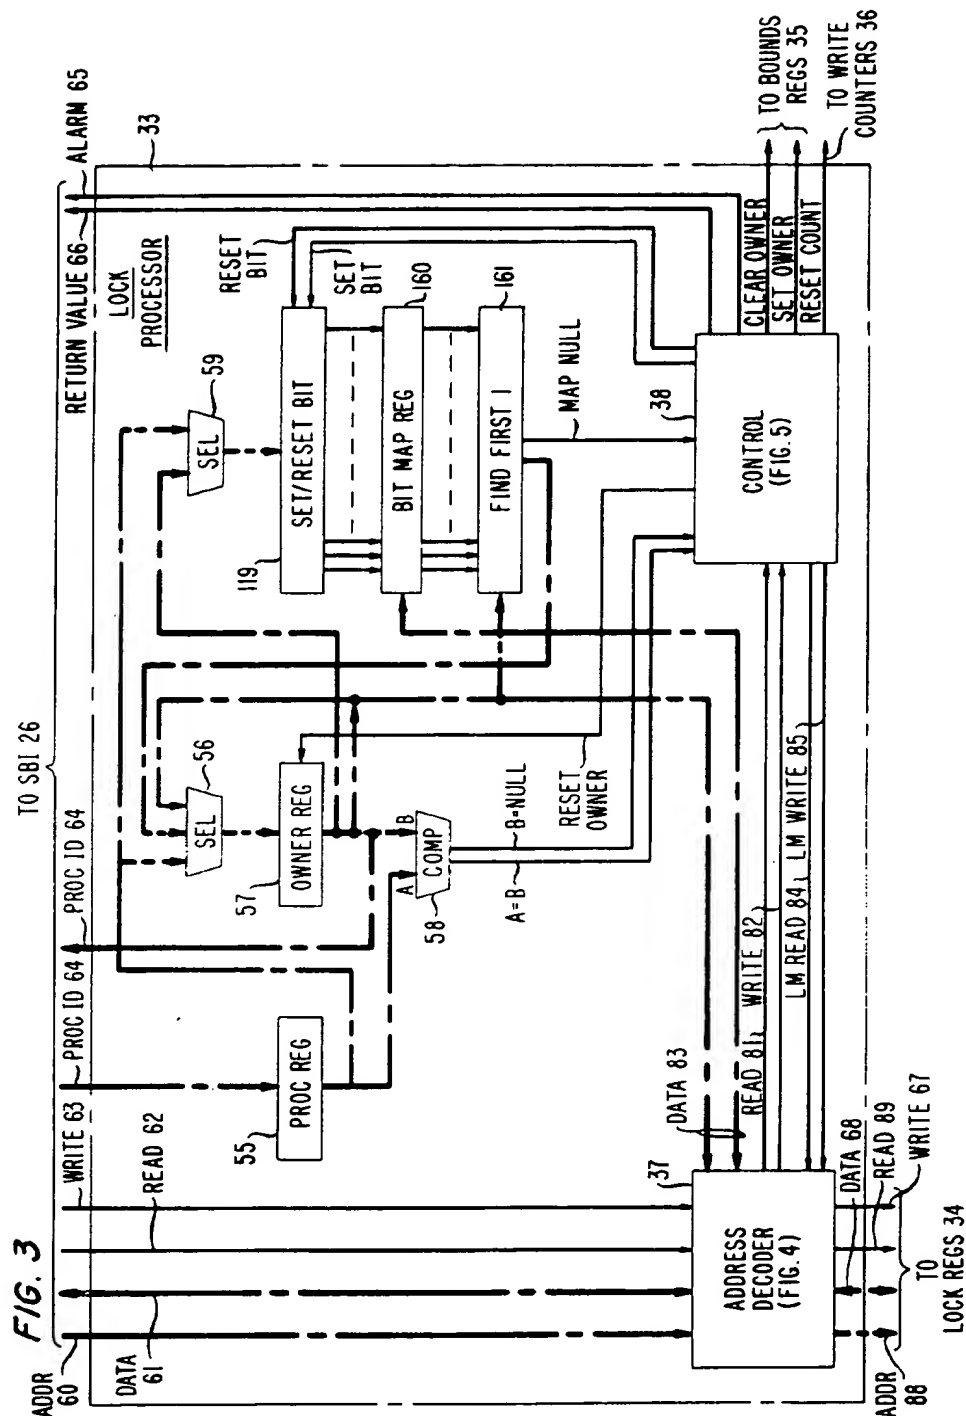 FIG. 3
TO SBI 26
ADDR
60
DATA
61
READ 62
WRITE 63
PROC ID 64
PROC ID 64
RETURN VALUE 66
ALARM 65
33
LOCK
PROCESSOR
55
PROC REG
SEL
56
57
OWNER REG
A
B
COMP
58
A=B
B=NULL
RESET
OWNER
SEL
59
RESET
BIT
SET
BIT
119
SET/RESET BIT
BIT MAP REG
160
FIND FIRST 1
161
MAP NULL
DATA 83
READ 81
WRITE 82
LM READ 84
LM WRITE 85
37
ADDRESS
DECODER
(FIG.4)
38
CONTROL
(FIG.5)
CLEAR OWNER
SET OWNER
RESET COUNT
TO BOUNDS
REGS 35
TO WRITE
COUNTERS 36
ADDR
88
DATA 68
READ 89
WRITE 67
TO
LOCK REGS 34